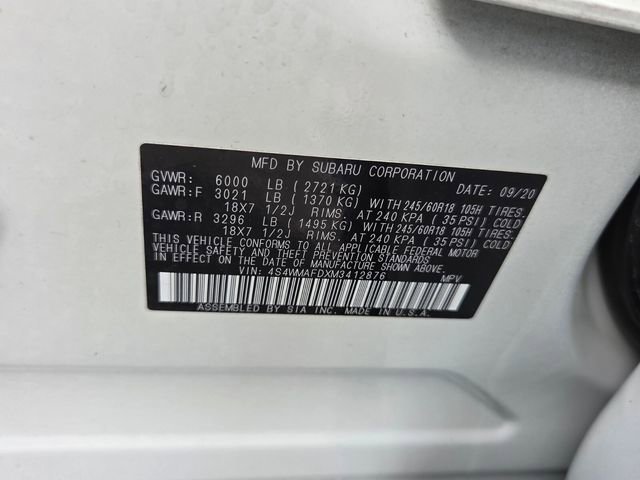 MFD BY SUBARU CORPORATION
GVWR: 6000 LB ( 2721 KG) DATE: 09/20
GAWR:F 3021 LB ( 1370 KG) WITH 245/60R18 105H TIRES.
18X7 1/2J RIMS. AT 240 KPA ( 35 PSI) COLD
GAWR:R 3296 LB ( 1495 KG) WITH 245/60R18 105H TIRES.
18X7 1/2J RIMS. AT 240 KPA ( 35 PSI) COLD
THIS VEHICLE CONFORMS TO ALL APPLICABLE FEDERAL MOTOR
VEHICLE SAFETY AND THEFT PREVENTION STANDARDS
IN EFFECT ON THE DATE OF MANUFACTURE SHOWN ABOVE.
VIN: 4S4WMAFDXM3412876 MPV
ASSEMBLED BY SIA INC. MADE IN U.S.A.